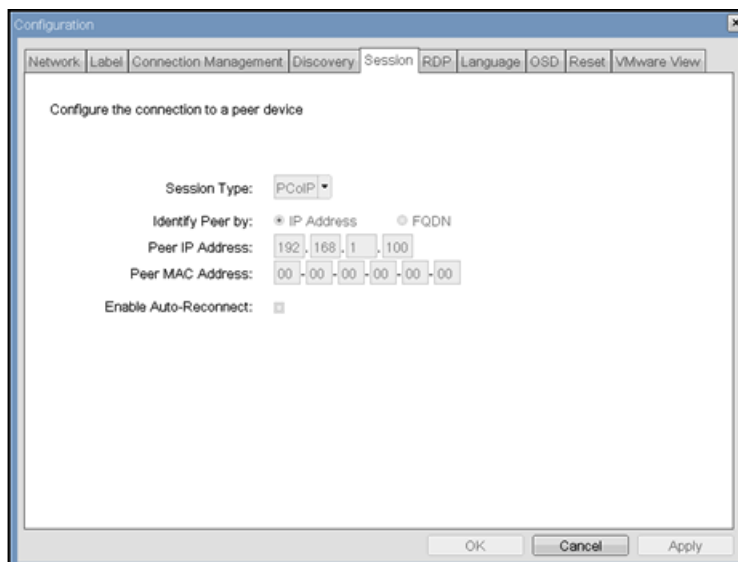 Configuration
Network Label Connection Management Discovery Session RDP Language OSD Reset VMware View
Configure the connection to a peer device
Session Type: PCoIP
Identify Peer by: IP Address FQDN
Peer IP Address: 192 . 168 . 1 . 100
Peer MAC Address: 00 - 00 - 00 - 00 - 00 - 00
Enable Auto-Reconnect:
OK Cancel Apply